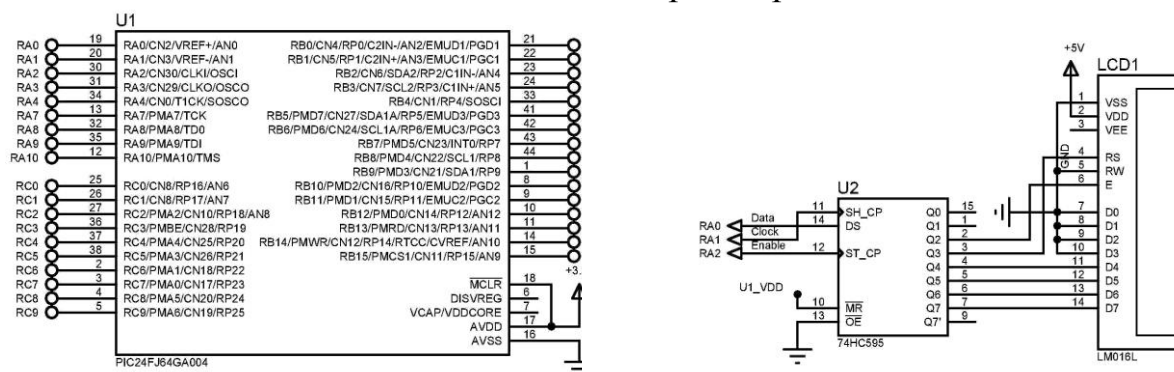 U1
RA0 19 RA0/CN2/VREF+/AN0 RB0/CN4/RP0/C2IN-/AN2/EMUD1/PGD1 21
RA1 20 RA1/CN3/VREF-/AN1 RB1/CN5/RP1/C2IN+/AN3/EMUC1/PGC1 22
RA2 30 RA2/CN30/CLKI/OSCI RB2/CN6/SDA2/RP2/C1IN-/AN4 23
RA3 31 RA3/CN29/CLKO/OSCO RB3/CN7/SCL2/RP3/C1IN+/AN5 24
RA4 34 RA4/CN0/T1CK/SOSCO RB4/CN1/RP4/SOSCI 33
RA7 13 RA7/PMA7/TCK RB5/PMD7/CN27/SDA1A/RP5/EMUD3/PGD3 41
RA8 32 RA8/PMA8/TD0 RB6/PMD6/CN24/SCL1A/RP6/EMUC3/PGC3 42
RA9 35 RA9/PMA9/TDI RB7/PMD5/CN23/INT0/RP7 43
RA10 12 RA10/PMA10/TMS RB8/PMD4/CN22/SCL1/RP8 44
RB9/PMD3/CN21/SDA1/RP9 1
RC0 25 RC0/CN8/RP16/AN6 RB10/PMD2/CN16/RP10/EMUD2/PGD2 8
RC1 26 RC1/CN8/RP17/AN7 RB11/PMD1/CN15/RP11/EMUC2/PGC2 9
RC2 27 RC2/PMA2/CN10/RP18/AN8 RB12/PMD0/CN14/RP12/AN12 10
RC3 36 RC3/PMBE/CN28/RP19 RB13/PMRD/CN13/RP13/AN11 11
RC4 37 RC4/PMA4/CN25/RP20 RB14/PMWR/CN12/RP14/RTCC/CVREF/AN10 14
RC5 38 RC5/PMA3/CN26/RP21 RB15/PMCS1/CN11/RP15/AN9 15
RC6 2 RC6/PMA1/CN18/RP22
RC7 3 RC7/PMA0/CN17/RP23 MCLR 18 +3.
RC8 4 RC8/PMA5/CN20/RP24 DISVREG 6
RC9 5 RC9/PMA6/CN19/RP25 VCAP/VDDCORE 7
AVDD 17
AVSS 16
PIC24FJ64GA004
+5V
LCD1
1 VSS
2 VDD
3 VEE
GND
4 RS
5 RW
6 E
7 D0
8 D1
9 D2
10 D3
11 D4
12 D5
13 D6
14 D7
LM016L
U2
RA0 Data 11 SH_CP Q0 15
RA1 Clock 14 DS Q1 1
RA2 Enable 12 ST_CP Q2 2
Q3 3
Q4 4
Q5 5
U1_VDD Q6 6
10 MR Q7 7
13 OE Q7' 9
74HC595